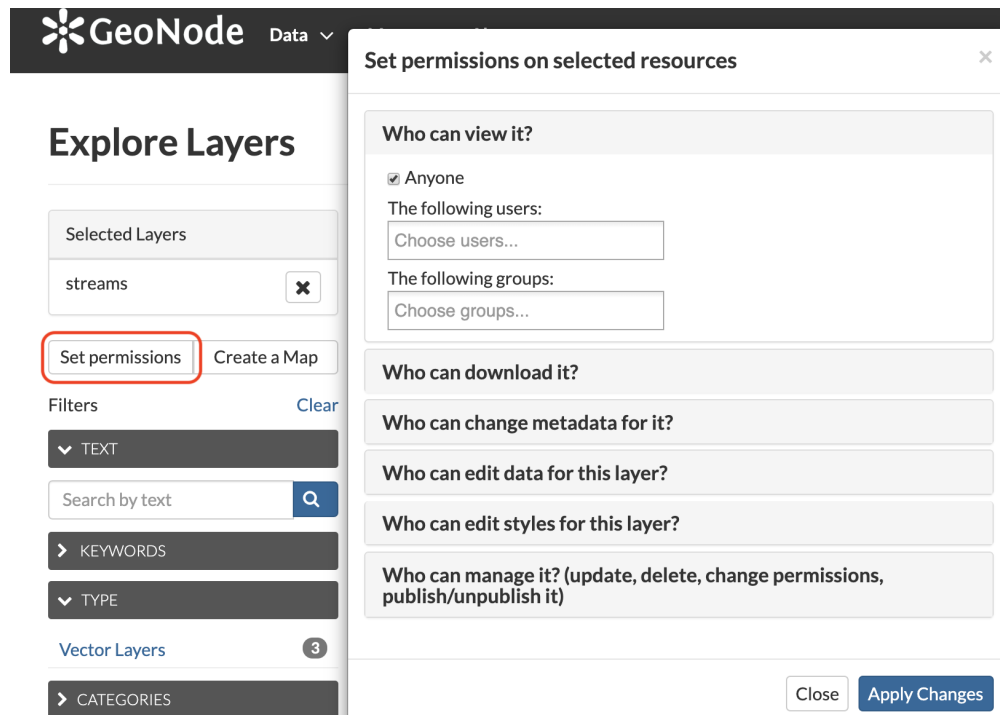 GeoNode
Data
Explore Layers
Selected Layers
streams
Set permissions
Create a Map
Filters
Clear
TEXT
Search by text
KEYWORDS
TYPE
Vector Layers
3
CATEGORIES
Set permissions on selected resources
×
Who can view it?
Anyone
The following users:
Choose users...
The following groups:
Choose groups...
Who can download it?
Who can change metadata for it?
Who can edit data for this layer?
Who can edit styles for this layer?
Who can manage it? (update, delete, change permissions,
publish/unpublish it)
Close
Apply Changes